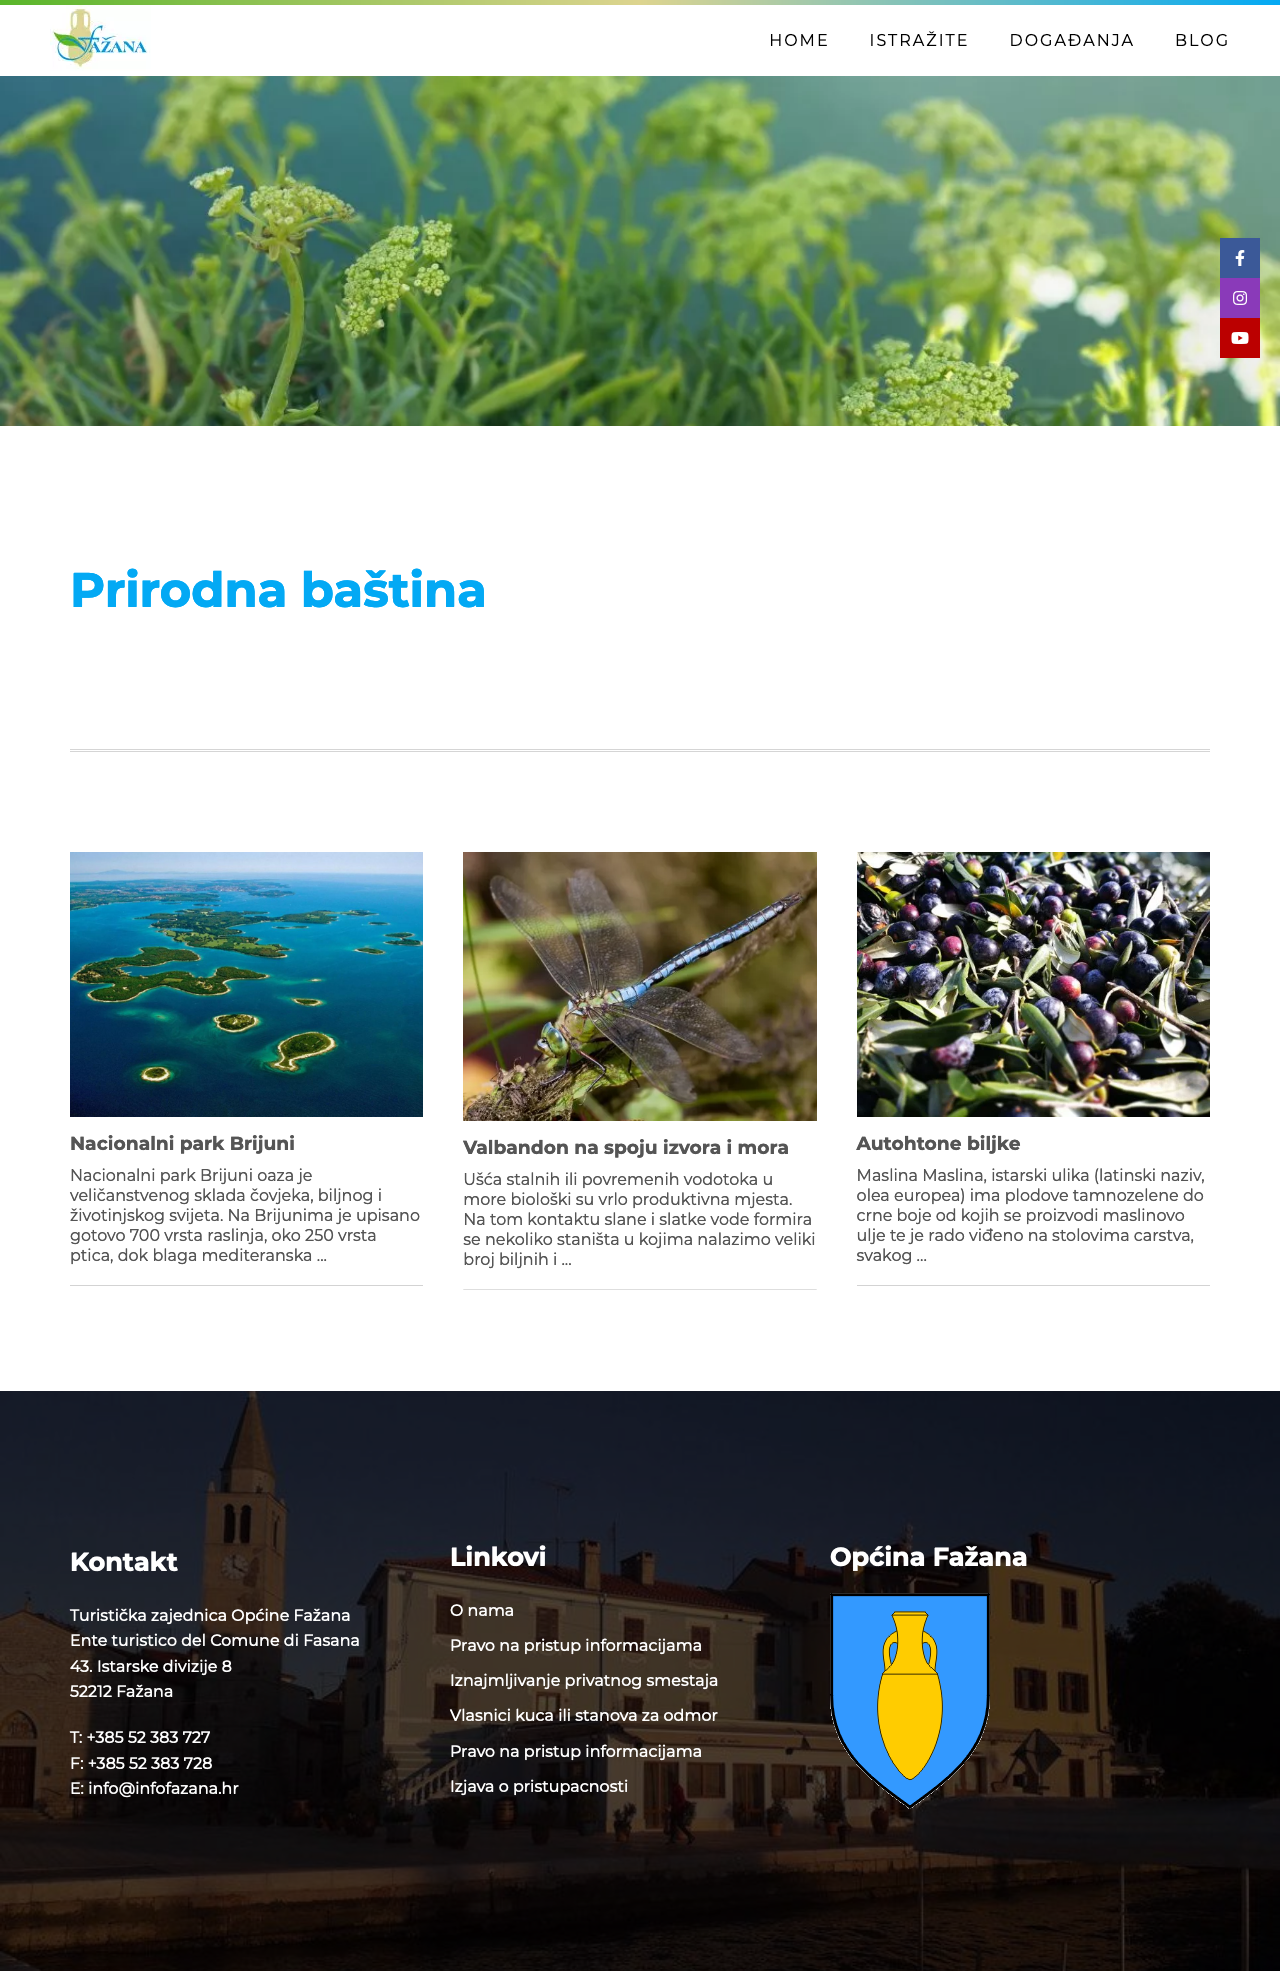 FAŽANA
HOME ISTRAŽITE DOGAĐANJA BLOG
Prirodna baština
Nacionalni park Brijuni
Nacionalni park Brijuni oaza je
veličanstvenog sklada čovjeka, biljnog i
životinjskog svijeta. Na Brijunima je upisano
gotovo 700 vrsta raslinja, oko 250 vrsta
ptica, dok blaga mediteranska ...
Valbandon na spoju izvora i mora
Ušća stalnih ili povremenih vodotoka u
more biološki su vrlo produktivna mjesta.
Na tom kontaktu slane i slatke vode formira
se nekoliko staništa u kojima nalazimo veliki
broj biljnih i ...
Autohtone biljke
Maslina Maslina, istarski ulika (latinski naziv,
olea europea) ima plodove tamnozelene do
crne boje od kojih se proizvodi maslinovo
ulje te je rado viđeno na stolovima carstva,
svakog ...
Kontakt
Turistička zajednica Općine Fažana
Ente turistico del Comune di Fasana
43. Istarske divizije 8
52212 Fažana
T: +385 52 383 727
F: +385 52 383 728
E: info@infofazana.hr
Linkovi
O nama
Pravo na pristup informacijama
Iznajmljivanje privatnog smestaja
Vlasnici kuca ili stanova za odmor
Pravo na pristup informacijama
Izjava o pristupacnosti
Općina Fažana